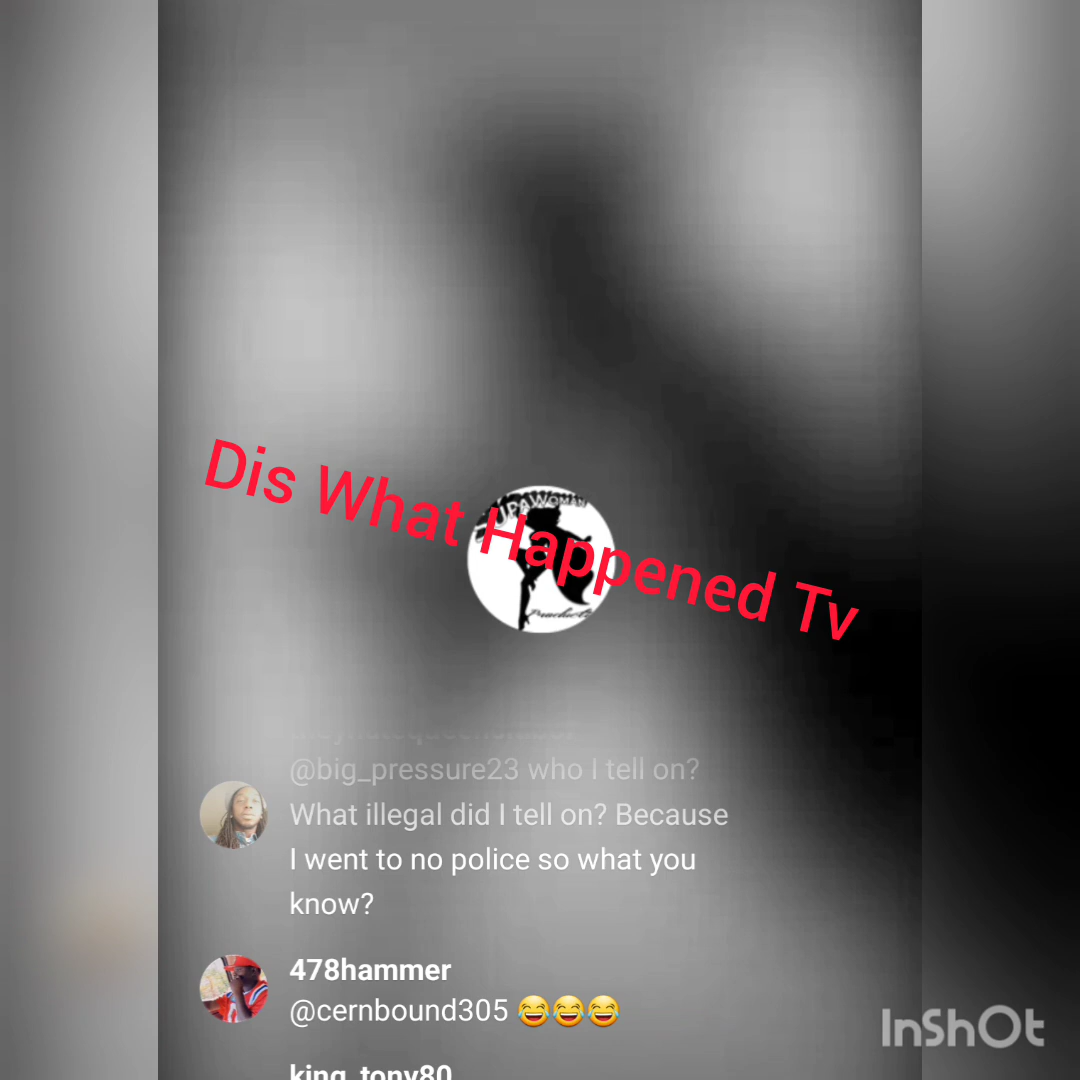 Dis What Happened Tv
@big_pressure23 who I tell on?
What illegal did I tell on? Because
I went to no police so what you
know?
478hammer
@cernbound305 😂😂😂
king_tony80
InShOt